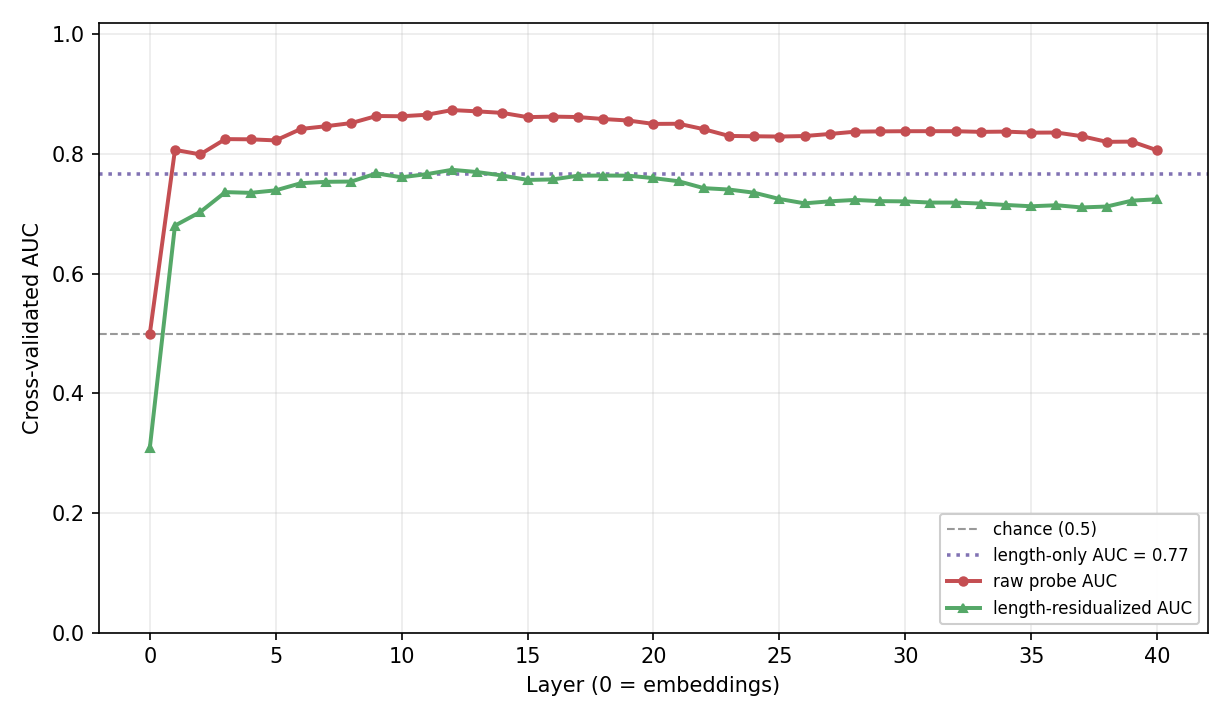 1.0
0.8
0.6
0.4
0.2
0.0
Cross-validated AUC
chance (0.5)
length-only AUC = 0.77
raw probe AUC
length-residualized AUC
0 5 10 15 20 25 30 35 40
Layer (0 = embeddings)